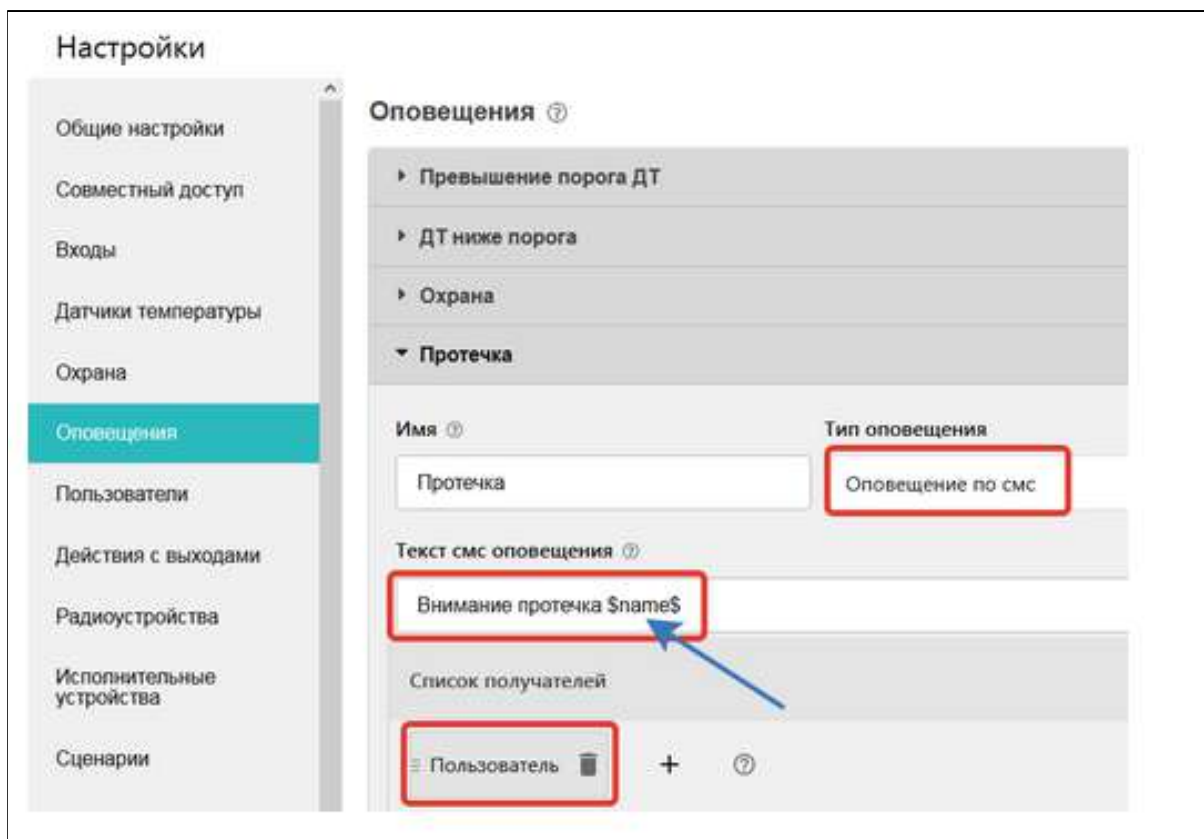 Настройки
Общие настройки
Совместный доступ
Входы
Датчики температуры
Охрана
Оповещения
Пользователи
Действия с выходами
Радиоустройства
Исполнительные
устройства
Сценарии
Оповещения ?
Превышение порога ДТ
ДТ ниже порога
Охрана
Протечка
Имя ?
Тип оповещения
Протечка
Оповещение по смс
Текст смс оповещения ?
Внимание протечка $name$
Список получателей
Пользователь + ?